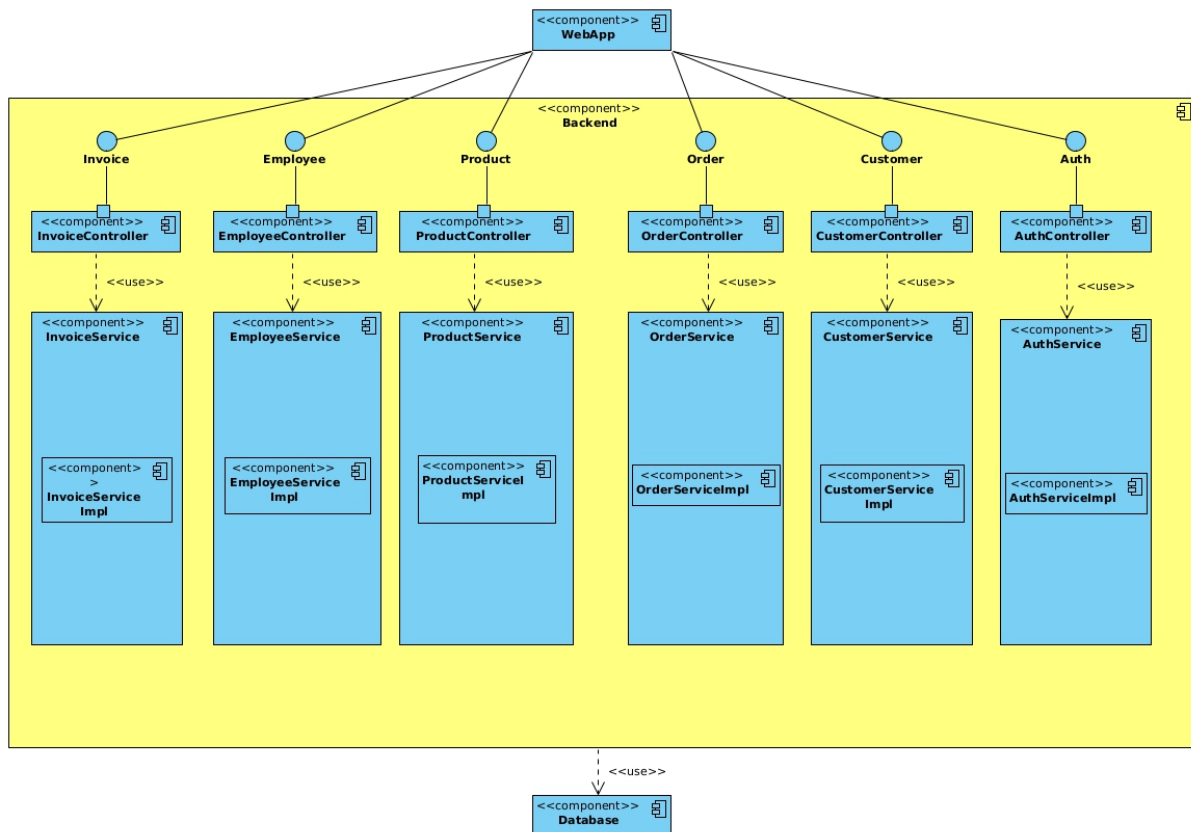 <<component>>
WebApp
<<component>>
Backend
Invoice
Employee
Product
Order
Customer
Auth
<<component>>
InvoiceController
<<component>>
EmployeeController
<<component>>
ProductController
<<component>>
OrderController
<<component>>
CustomerController
<<component>>
AuthController
<<use>>
<<use>>
<<use>>
<<use>>
<<use>>
<<use>>
<<component>>
InvoiceService
<<component>>
EmployeeService
<<component>>
ProductService
<<component>>
OrderService
<<component>>
CustomerService
<<component>>
AuthService
<<component>
>
InvoiceService
Impl
<<component>>
EmployeeService
Impl
<<component>>
ProductServiceI
mpl
<<component>>
OrderServiceImpl
<<component>>
CustomerService
Impl
<<component>>
AuthServiceImpl
<<use>>
<<component>>
Database